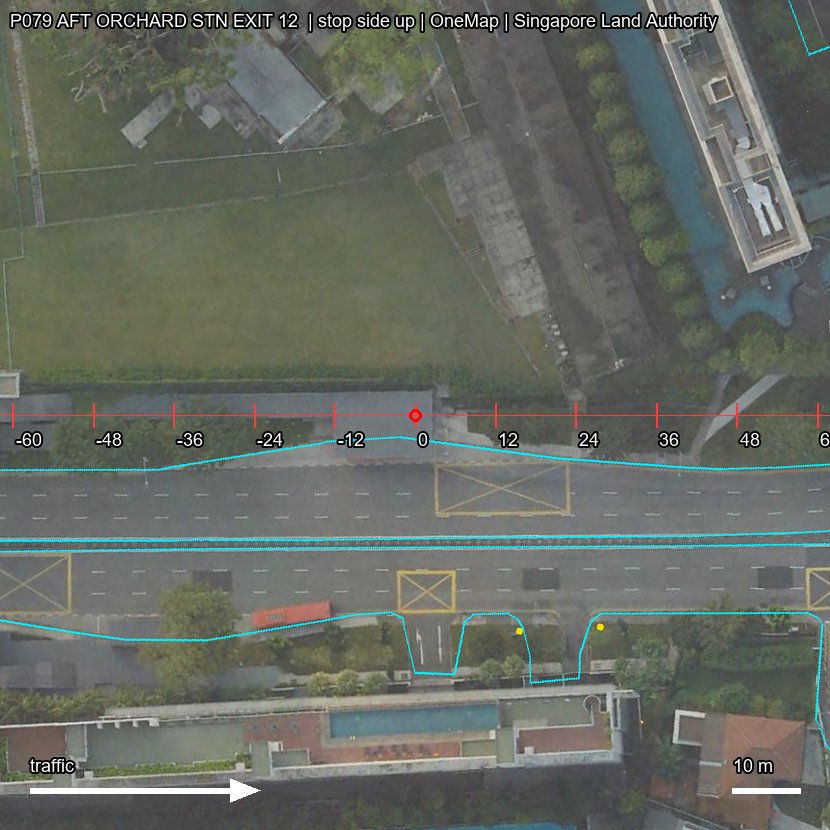 P079 AFT ORCHARD STN EXIT 12 | stop side up | OneMap | Singapore Land Authority
-60 -48 -36 -24 -12 0 12 24 36 48 6
traffic 10 m